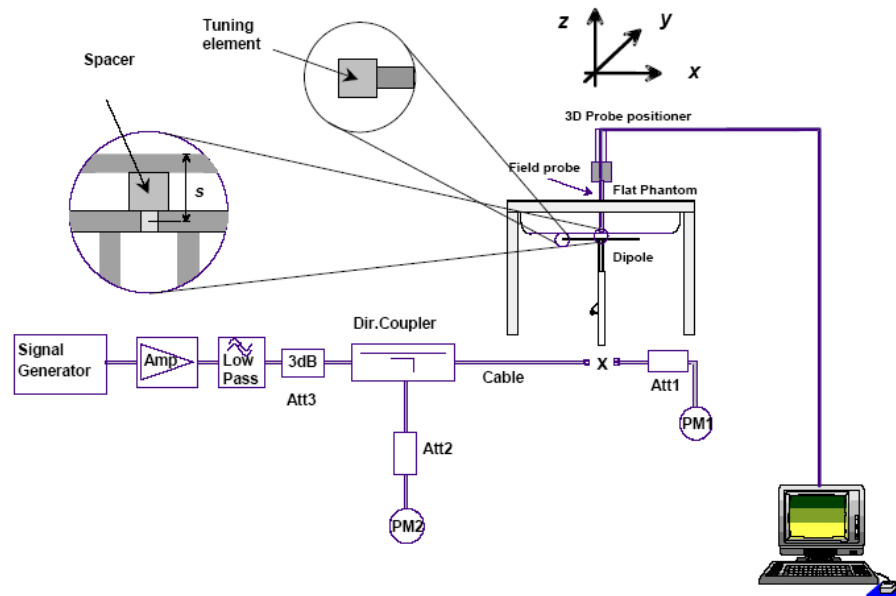 Tuning
element
Spacer
z
y
x
3D Probe positioner
Field probe
Flat Phantom
s
Dipole
Dir.Coupler
Signal
Generator
Amp
Low
Pass
3dB
Att3
Cable
X
Att1
PM1
Att2
PM2